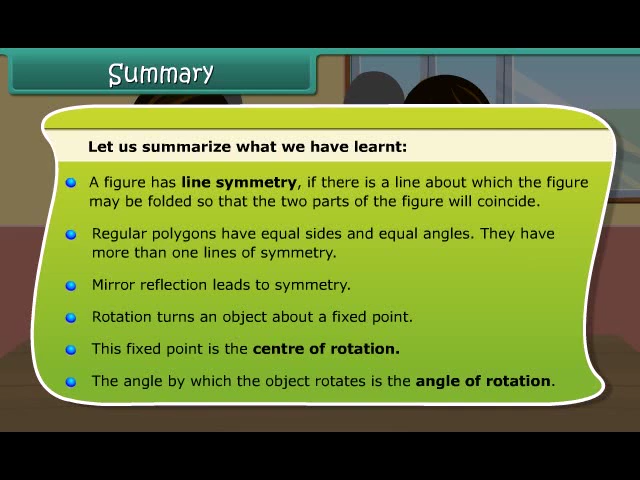 Summary
Let us summarize what we have learnt:
A figure has line symmetry, if there is a line about which the figure
may be folded so that the two parts of the figure will coincide.
Regular polygons have equal sides and equal angles. They have
more than one lines of symmetry.
Mirror reflection leads to symmetry.
Rotation turns an object about a fixed point.
This fixed point is the centre of rotation.
The angle by which the object rotates is the angle of rotation.